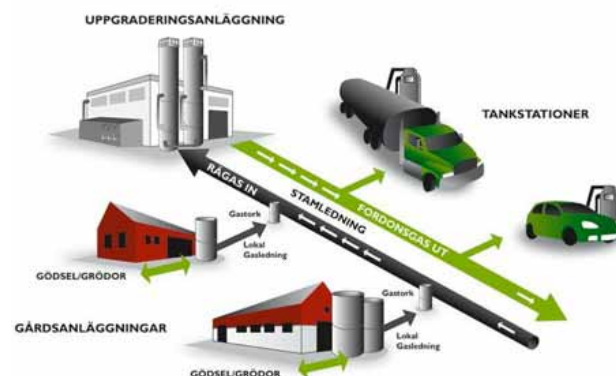 UPPGRADERINGSANLÄGGNING
TANKSTATIONER
RÅGAS IN
STAMLEDNING
FORDONSGAS UT
Gastork
Lokal
Gasledning
GÖDSEL/GRÖDOR
Gastork
Lokal
Gasledning
GÅRDSANLÄGGNINGAR
GÖDSEL/GRÖDOR